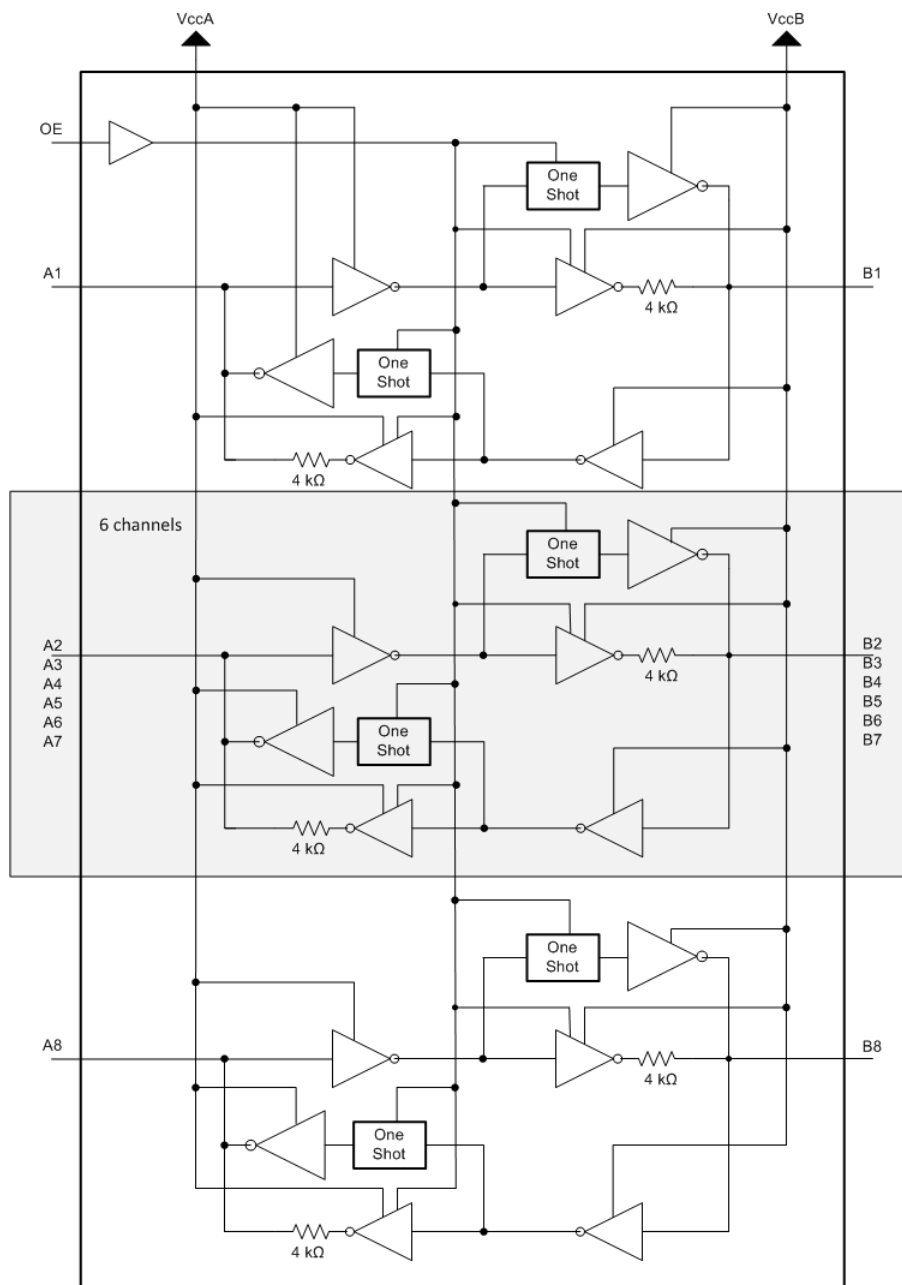 VccA
VccB
OE
One
Shot
A1
B1
4 kΩ
One
Shot
4 kΩ
6 channels
One
Shot
A2
A3
A4
A5
A6
A7
B2
B3
B4
B5
B6
B7
4 kΩ
One
Shot
4 kΩ
One
Shot
A8
B8
4 kΩ
One
Shot
4 kΩ